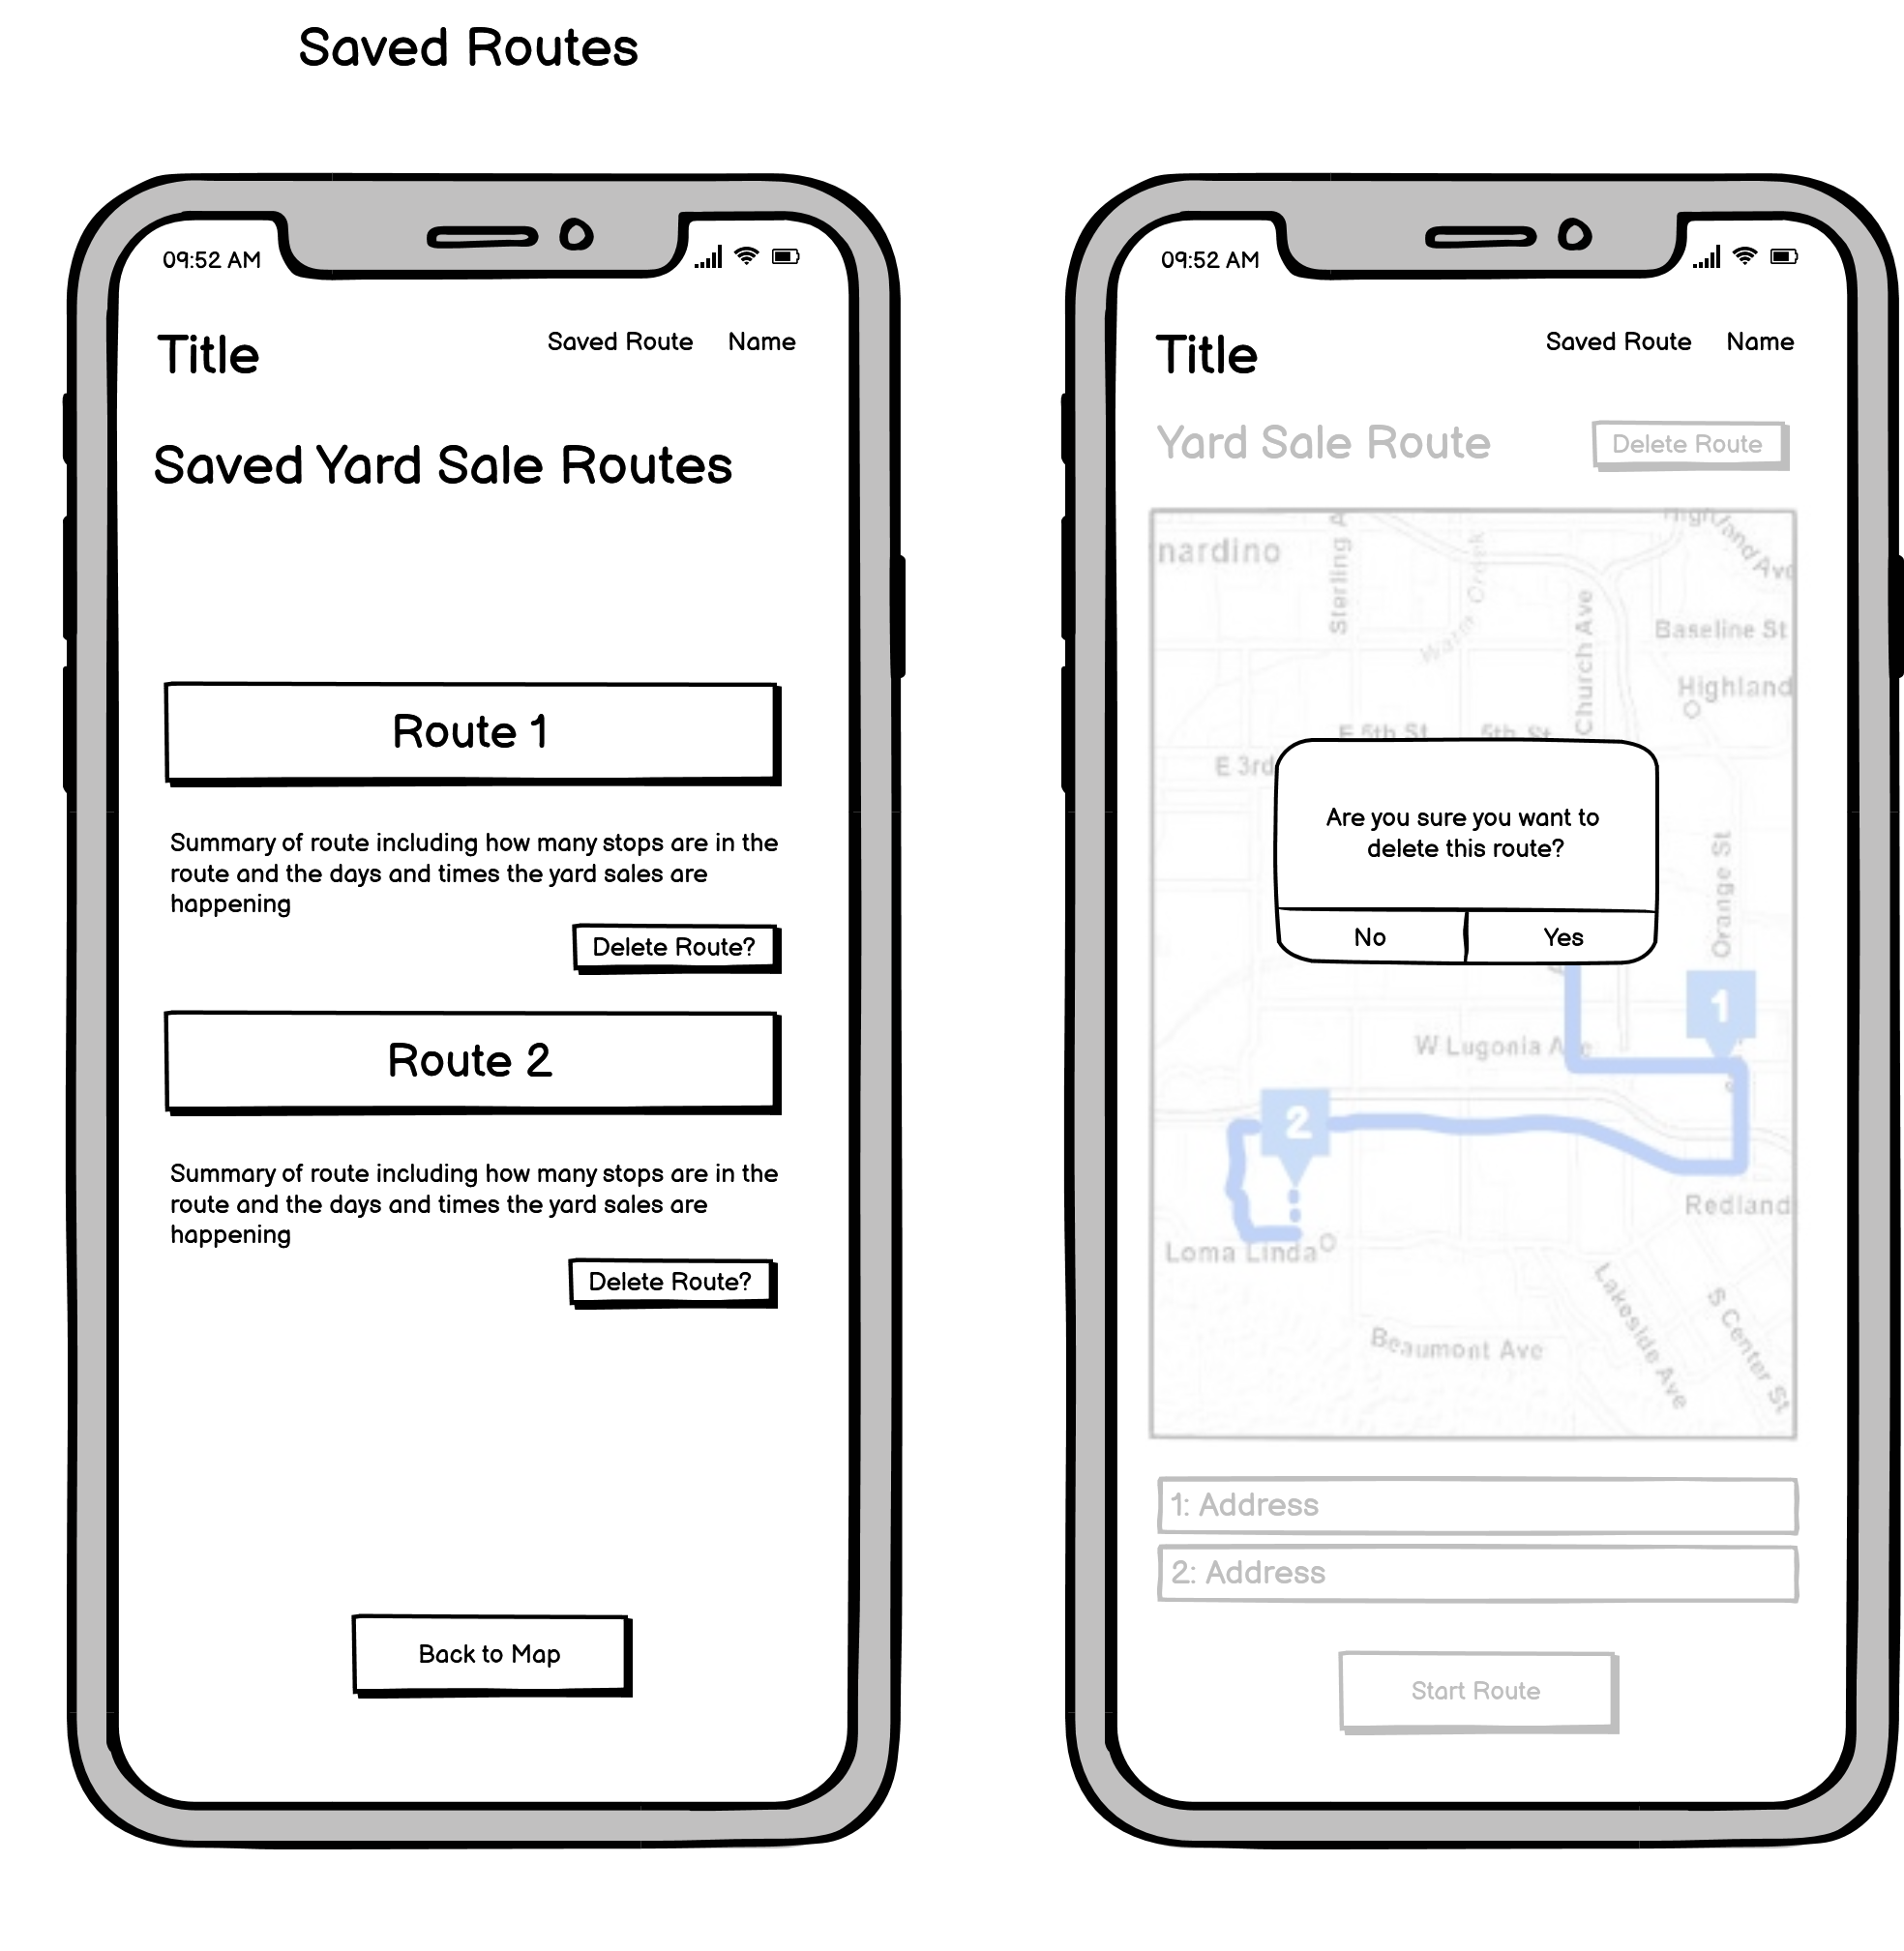 Saved Routes
09:52 AM
Title
Saved Route
Name
Saved Yard Sale Routes
Route 1
Summary of route including how many stops are in the
route and the days and times the yard sales are
happening
Delete Route?
Route 2
Summary of route including how many stops are in the
route and the days and times the yard sales are
happening
Delete Route?
Back to Map
09:52 AM
Title
Saved Route
Name
Yard Sale Route
Delete Route
nardino
Sterling A
Water Creek
Highland Ave
Church Ave
Baseline St
Highland
E 5th St
5th St
E 3rd
Are you sure you want to
delete this route?
No
Yes
Orange St
1
W Lugonia Ave
2
Redland
Loma Linda
Lakeside Ave
S Center St
Beaumont Ave
1: Address
2: Address
Start Route